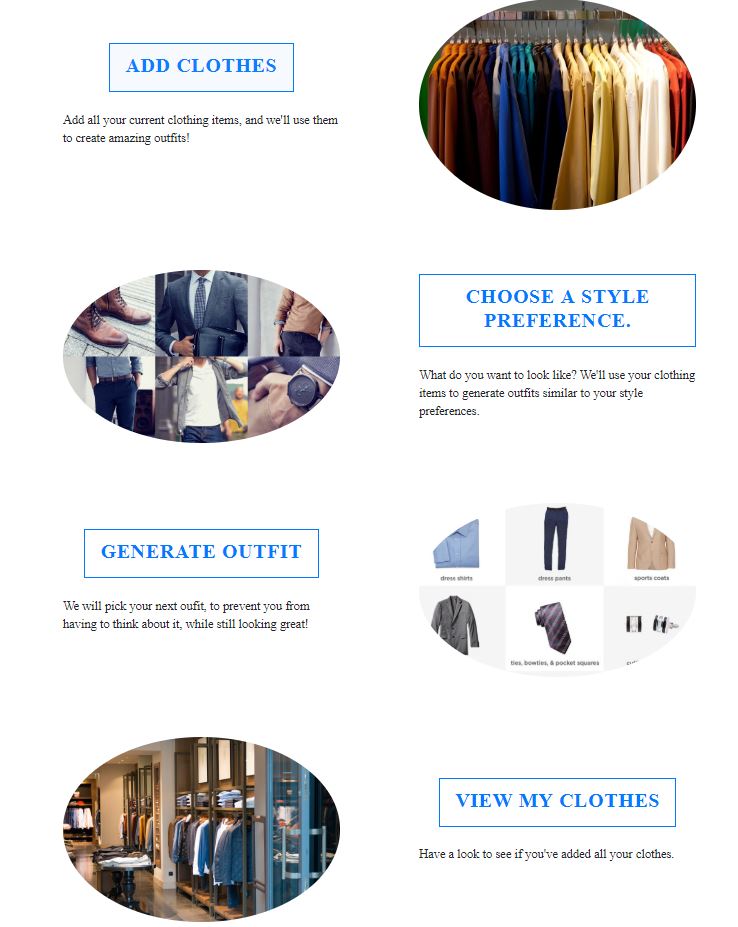 ADD CLOTHES
Add all your current clothing items, and we'll use them
to create amazing outfits!
CHOOSE A STYLE
PREFERENCE.
What do you want to look like? We'll use your clothing
items to generate outfits similar to your style
preferences.
GENERATE OUTFIT
We will pick your next oufit, to prevent you from
having to think about it, while still looking great!
dress shirts
dress pants
sports coats
ties, bowties, & pocket squares
VIEW MY CLOTHES
Have a look to see if you've added all your clothes.